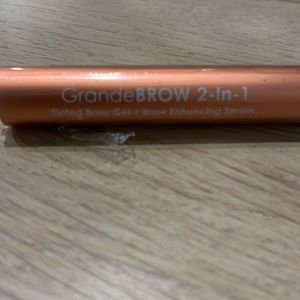 GrandeBROW 2-In-1
Tinted Brow Gel + Brow Enhancing Serum